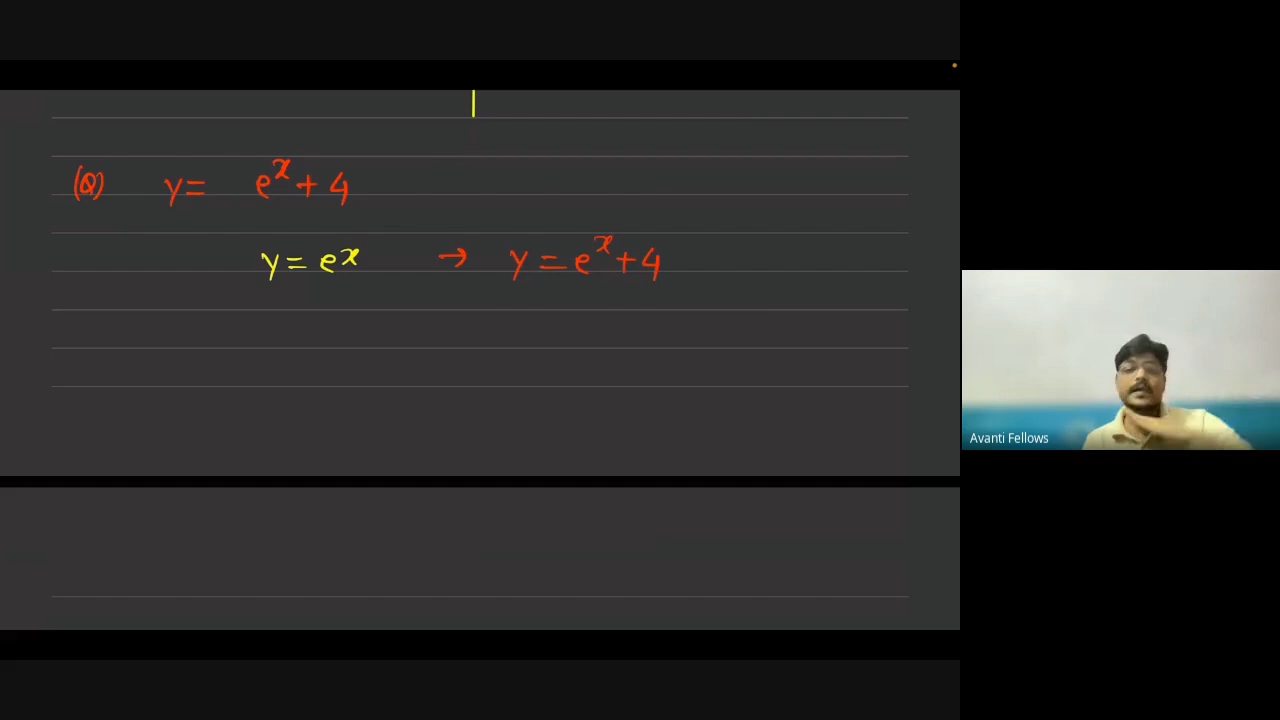 (Q) y = e^x + 4
y = e^x → y = e^x + 4
Avanti Fellows